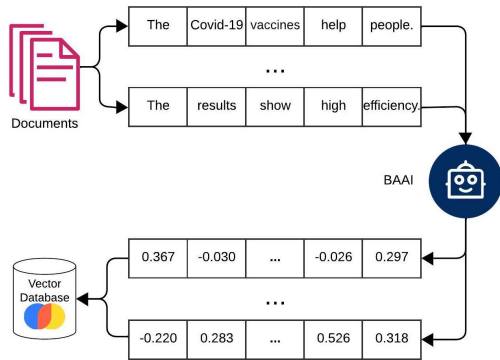 The Covid-19 vaccines help people.
...
The results show high efficiency.
Documents
BAAI
0.367 -0.030 ... -0.026 0.297
...
Vector
Database
-0.220 0.283 ... 0.526 0.318